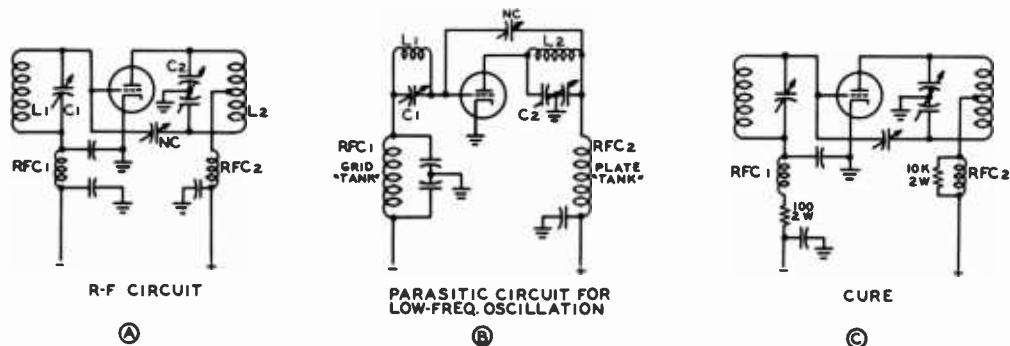 L1
C1
C2
L2
NC
RFC1
RFC2
-
+
R-F CIRCUIT
A
NC
L1
L2
C1
C2
RFC1
GRID
"TANK"
RFC2
PLATE
"TANK"
-
+
PARASITIC CIRCUIT FOR
LOW-FREQ. OSCILLATION
B
RFC1
100
2W
10K
2W
RFC2
-
+
CURE
C